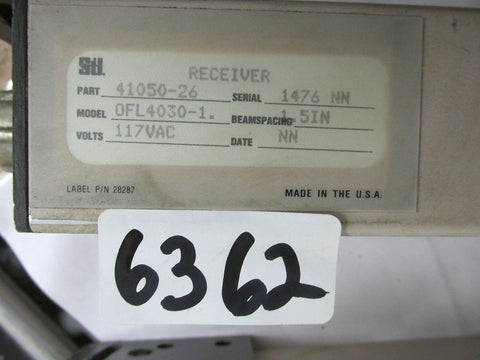 STI.
RECEIVER
PART 41050-26 SERIAL 1476 NN
MODEL OFL4030-1. BEAMSPACING 1.5IN
VOLTS 117VAC DATE NN
LABEL P/N 28287 MADE IN THE U.S.A.
6362